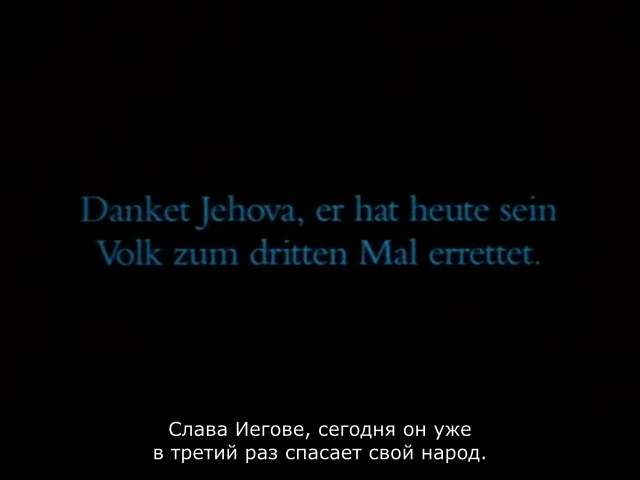 Danket Jehova, er hat heute sein
Volk zum dritten Mal errettet.
Слава Иегове, сегодня он уже
в третий раз спасает свой народ.